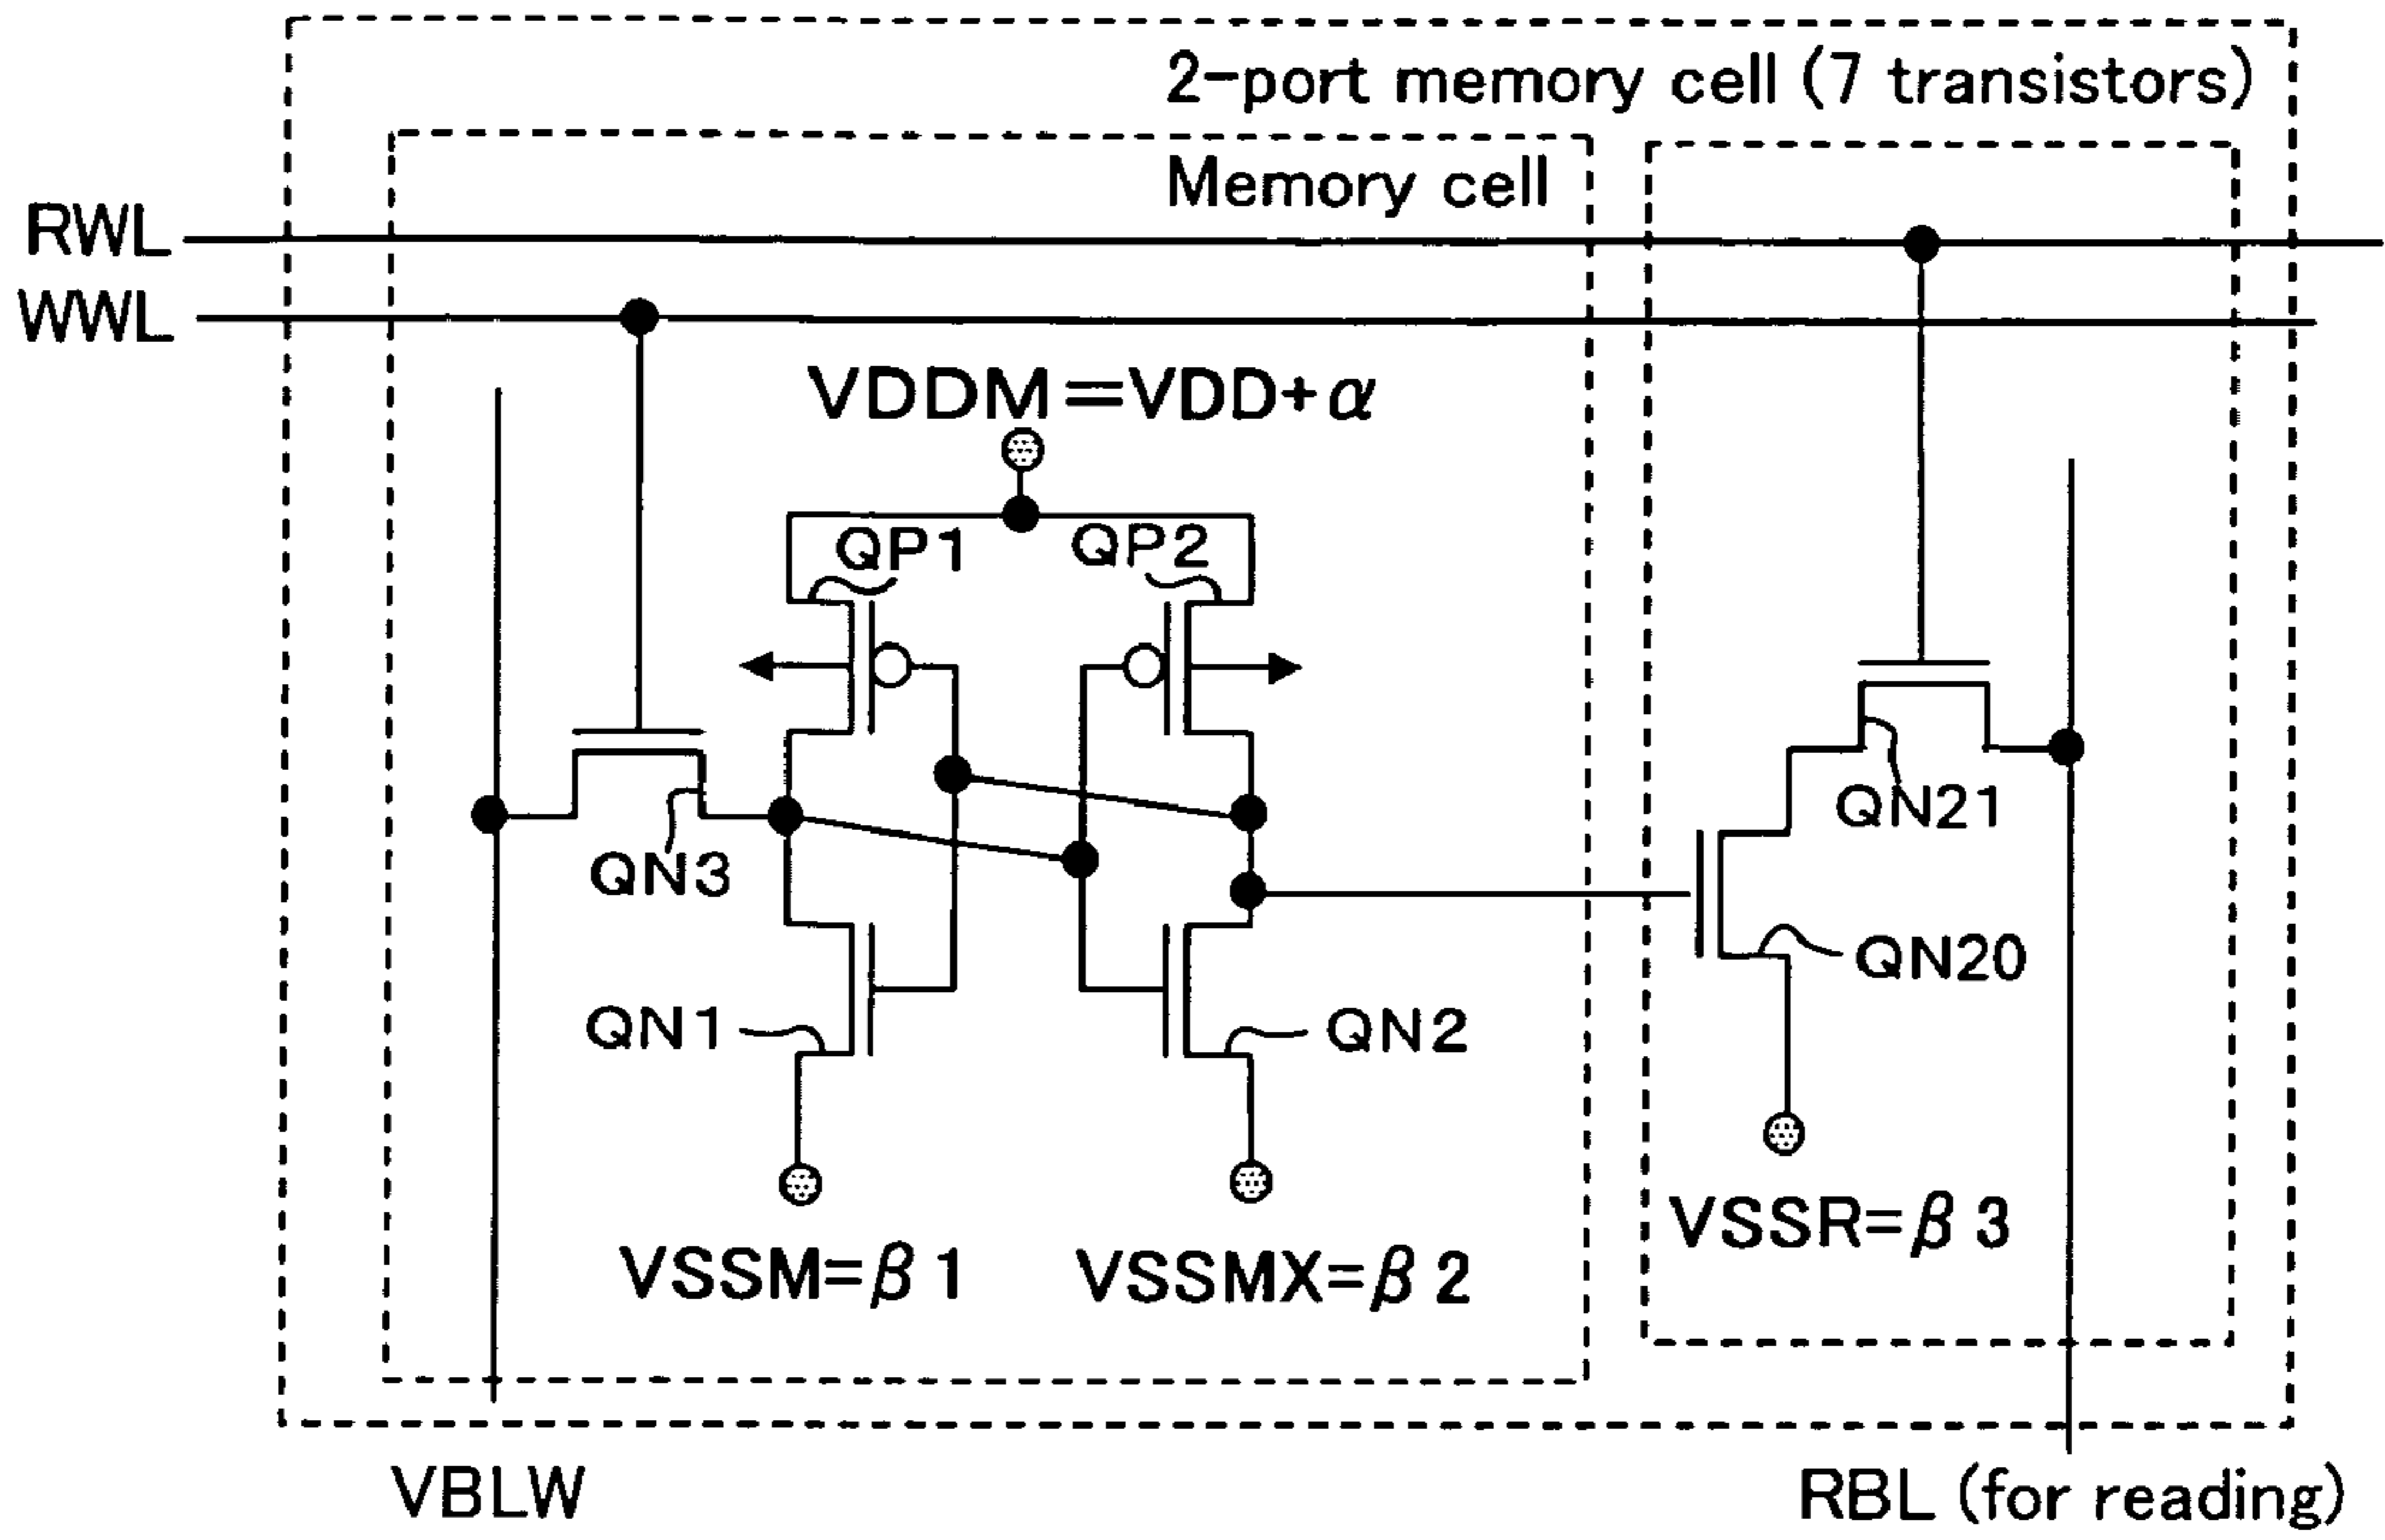 2-port memory cell (7 transistors)
Memory cell
RWL
WWL
VDDM=VDD+α
QP1
QP2
QN21
QN3
QN20
QN1
QN2
VSSR=β3
VSSM=β1
VSSMX=β2
VBLW
RBL (for reading)